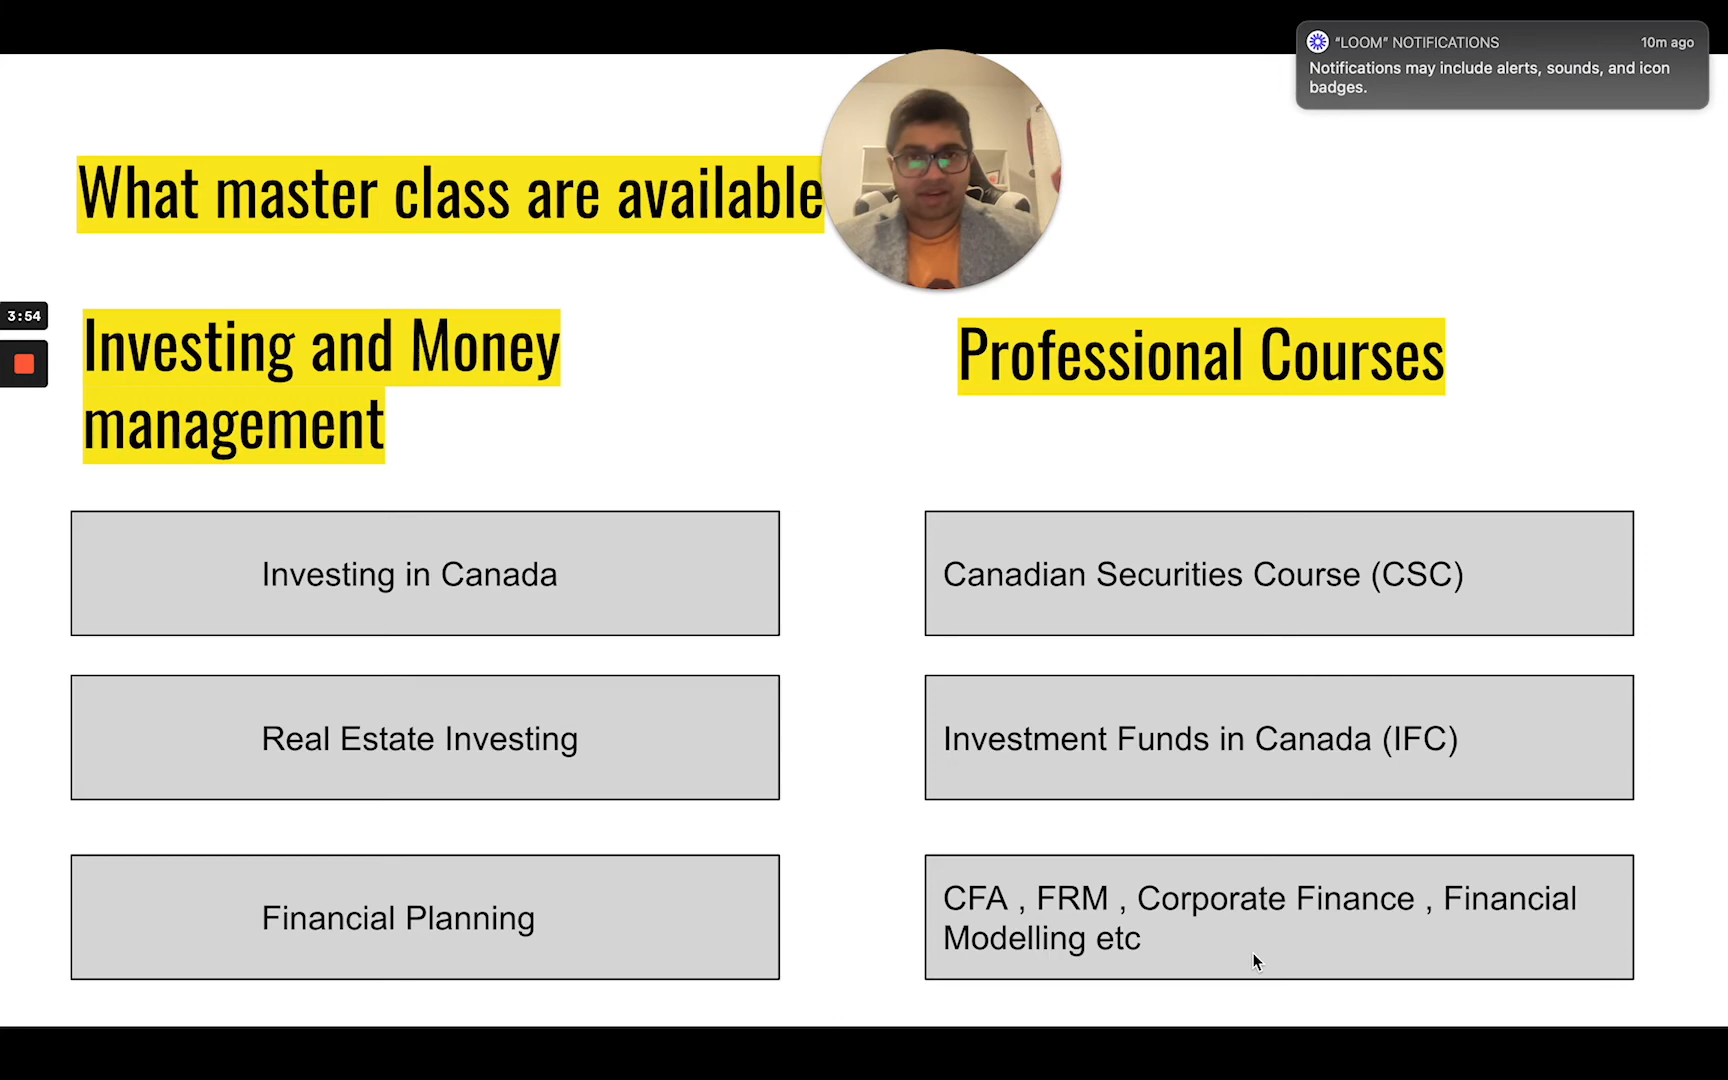 "LOOM" NOTIFICATIONS 10m ago
Notifications may include alerts, sounds, and icon
badges.
What master class are available
3:54
Investing and Money
management
Professional Courses
Investing in Canada
Canadian Securities Course (CSC)
Real Estate Investing
Investment Funds in Canada (IFC)
Financial Planning
CFA , FRM , Corporate Finance , Financial
Modelling etc